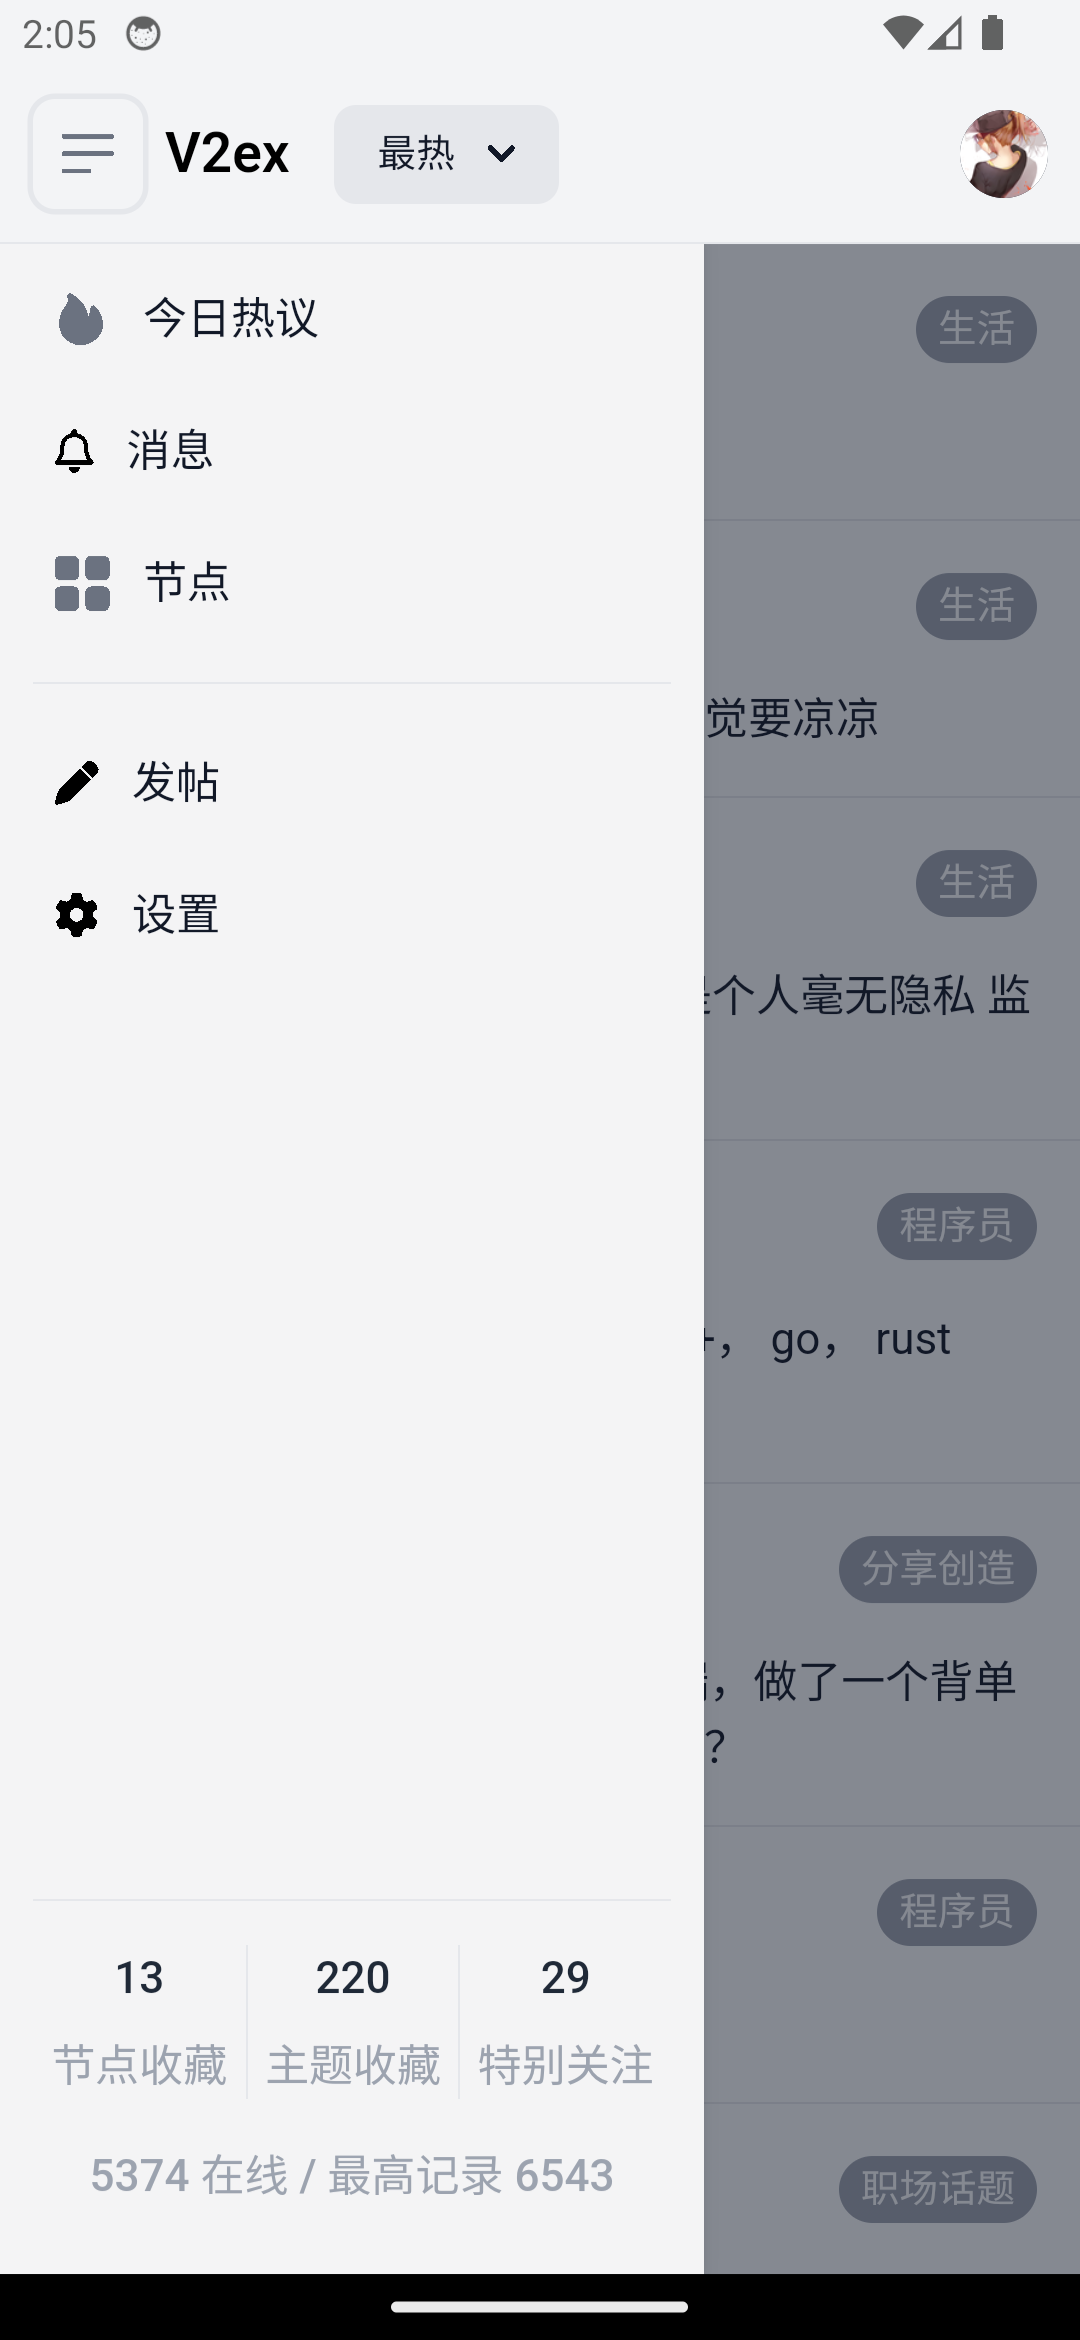 2:05
V2ex
最热
今日热议
消息
节点
发帖
设置
13
节点收藏
220
主题收藏
29
特别关注
5374 在线 / 最高记录 6543
生活
生活
觉要凉凉
生活
个人毫无隐私 监
程序员
， go， rust
分享创造
，做了一个背单
？
程序员
职场话题